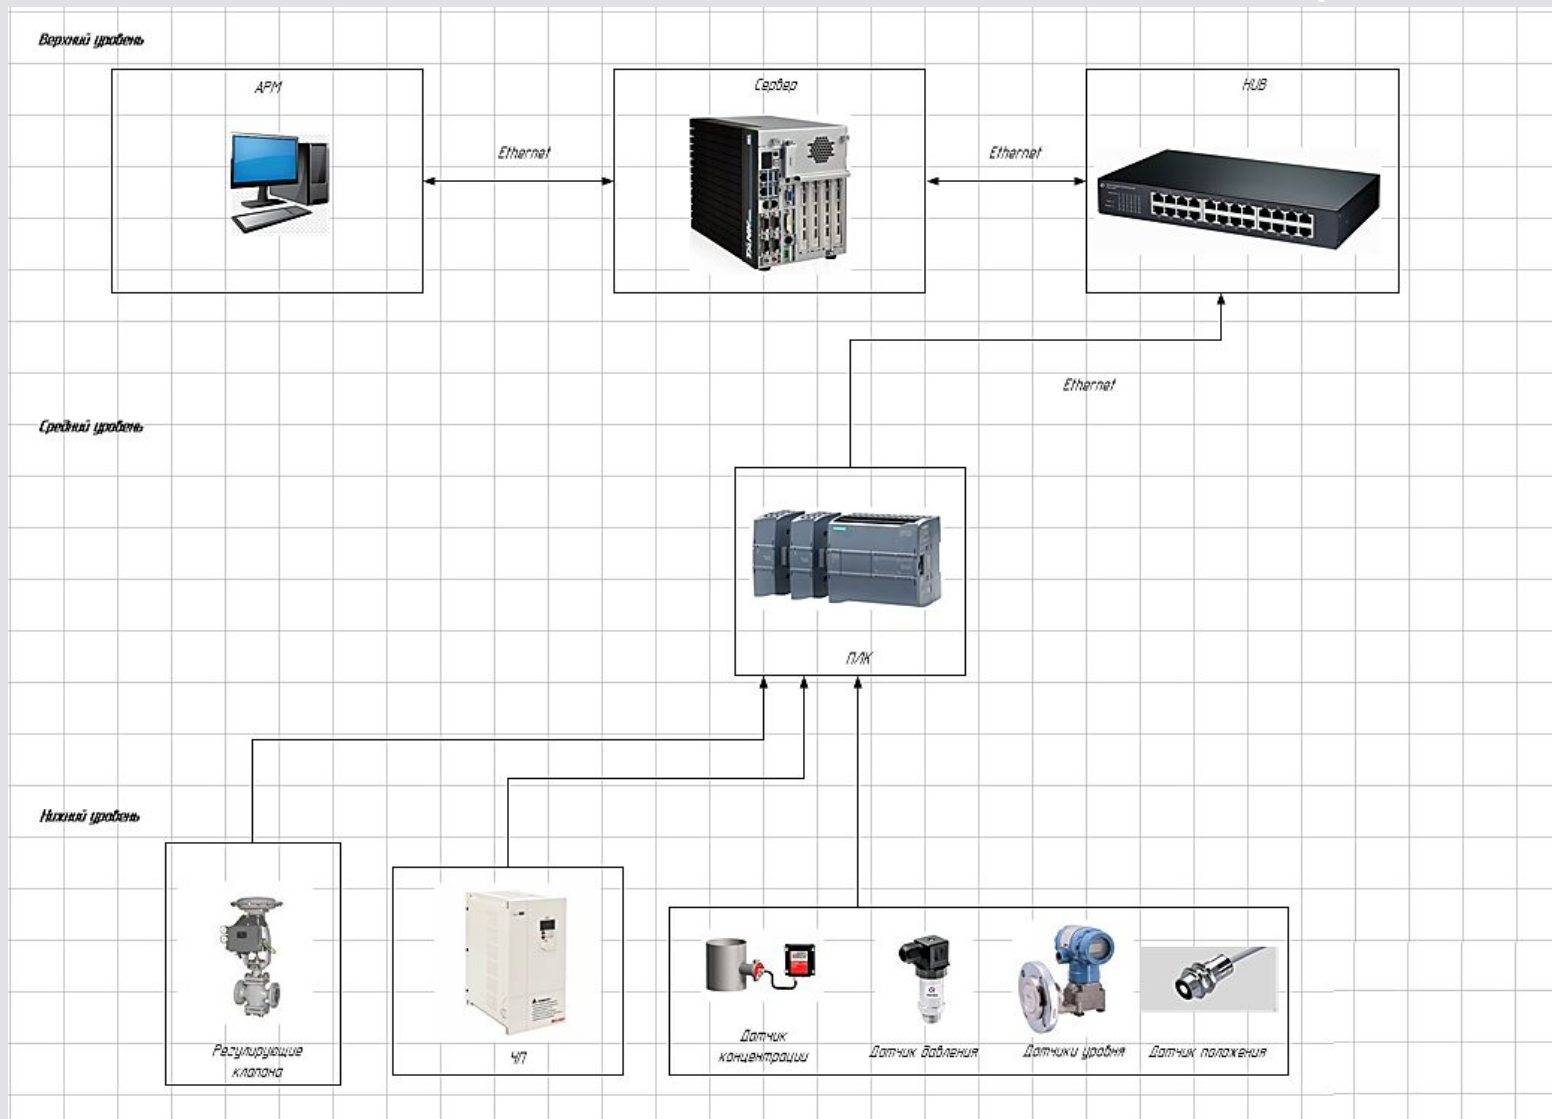 Верхний уровень
АРМ
Сервер
HUB
Ethernet
Ethernet
Ethernet
Средний уровень
ПЛК
Нижний уровень
Регулирующие
клапона
ЧП
Датчик
концентрации
Датчик давления
Датчики уровня
Датчик положения